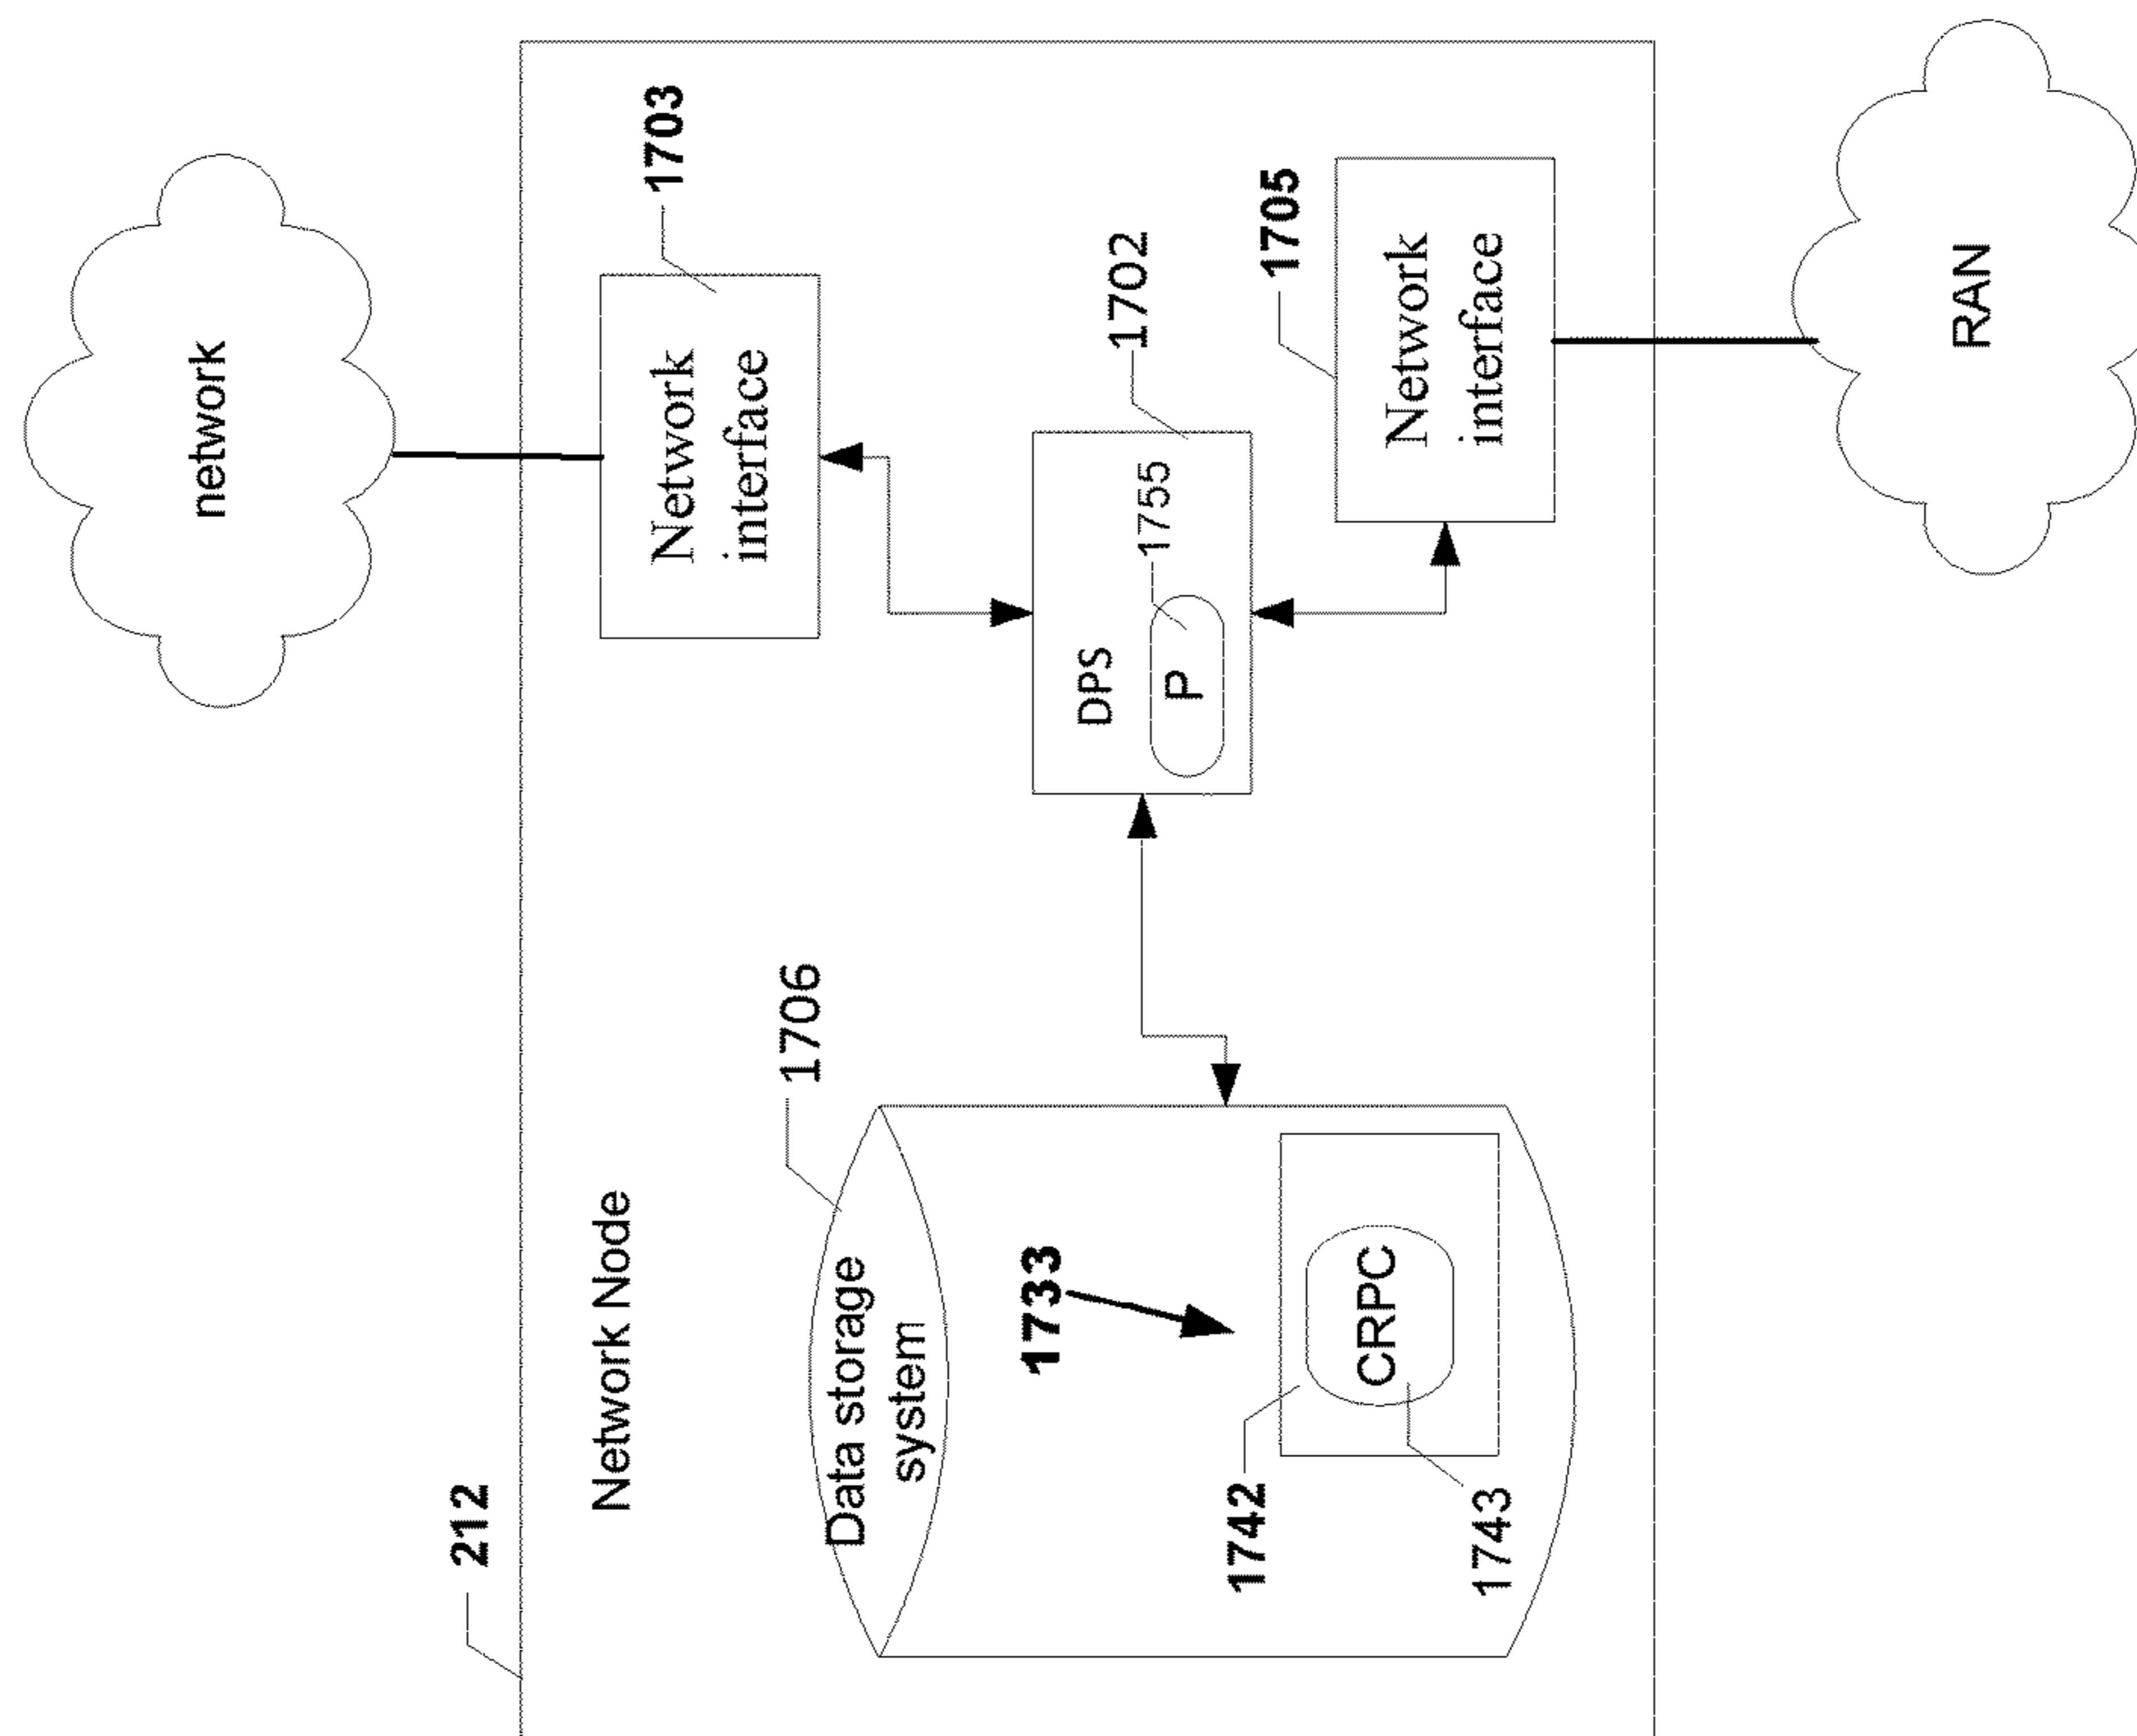 network
212
Network Node
1703
Network
interface
1706
Data storage
system
1733
1702
DPS
1755
P
1705
Network
interface
1742
CRPC
1743
RAN